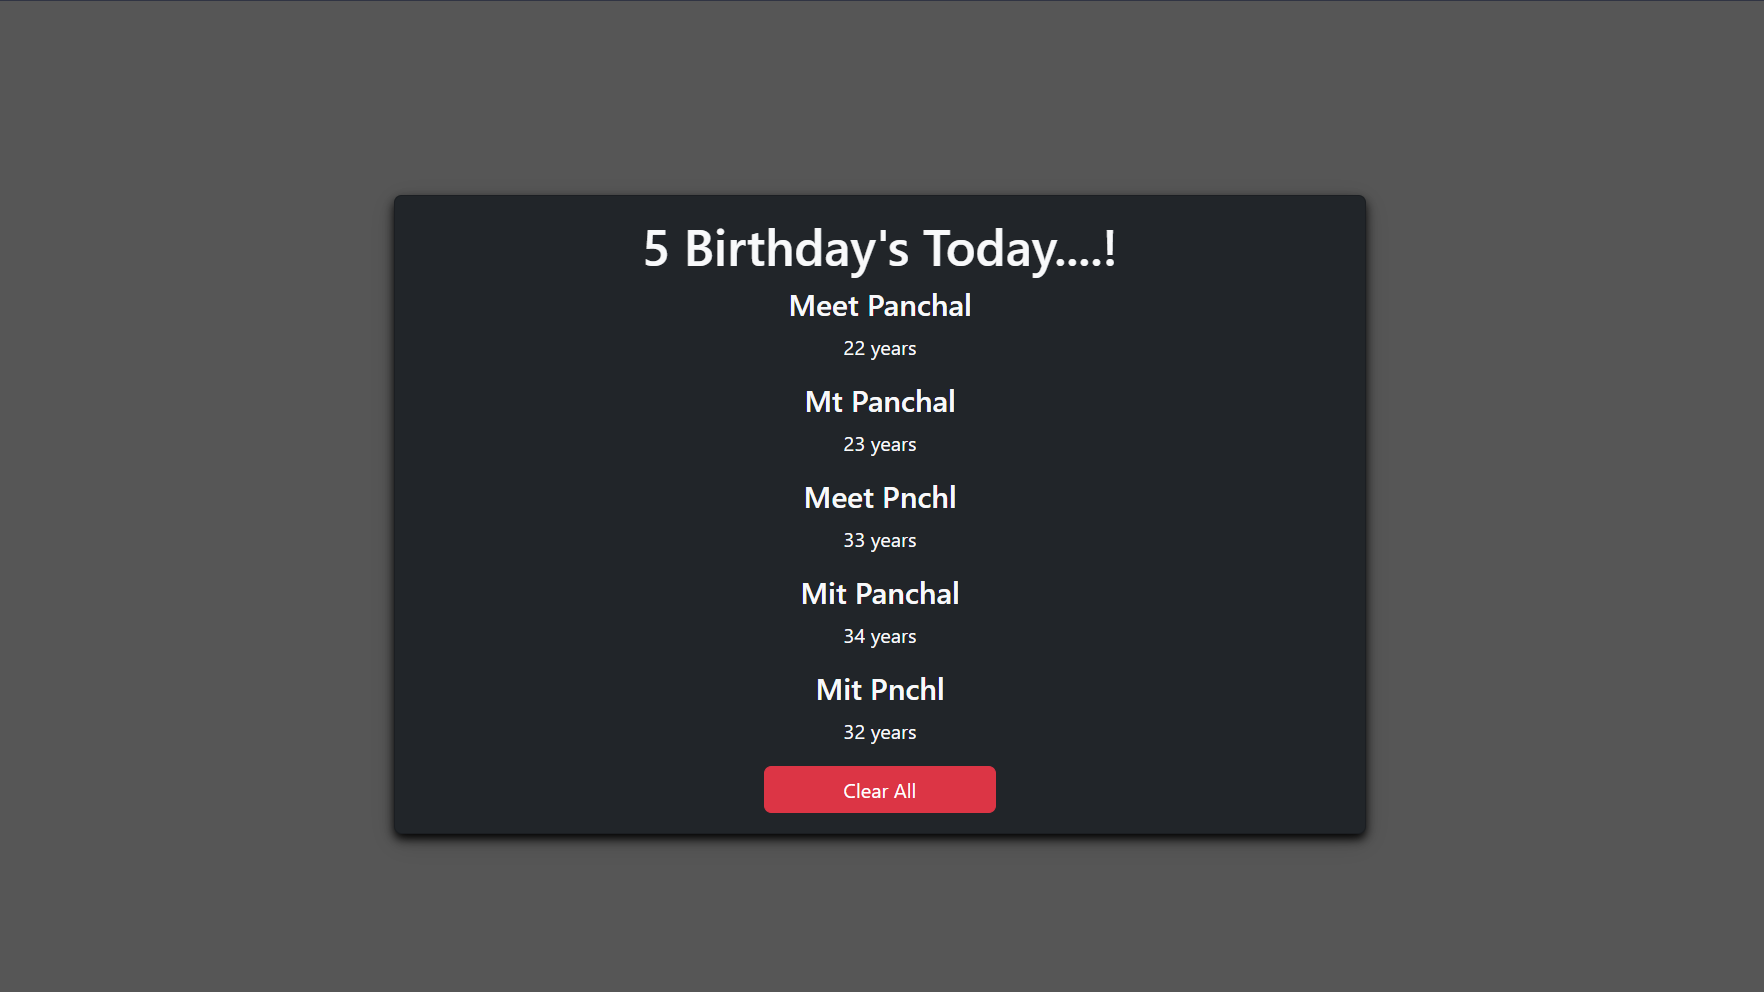 5 Birthday's Today....!
Meet Panchal
22 years
Mt Panchal
23 years
Meet Pnchl
33 years
Mit Panchal
34 years
Mit Pnchl
32 years
Clear All